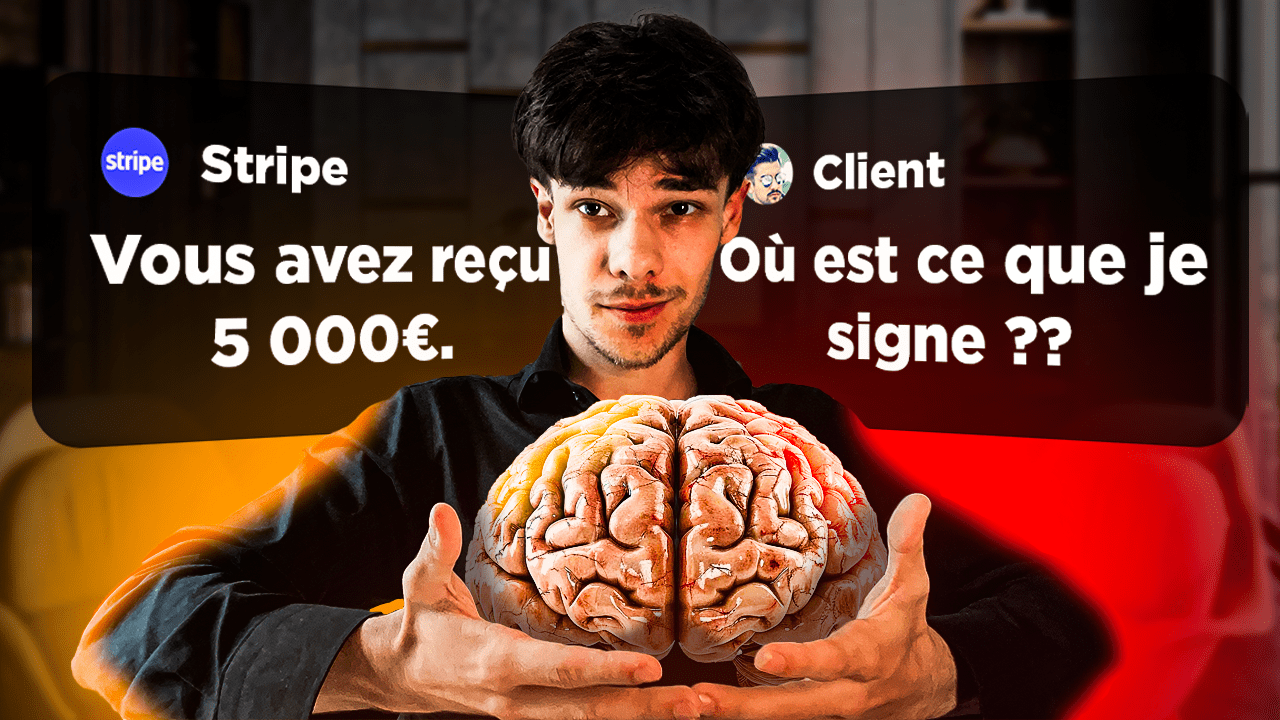 stripe
Stripe
Vous avez reçu
5 000€.
Client
Où est ce que je
signe ??